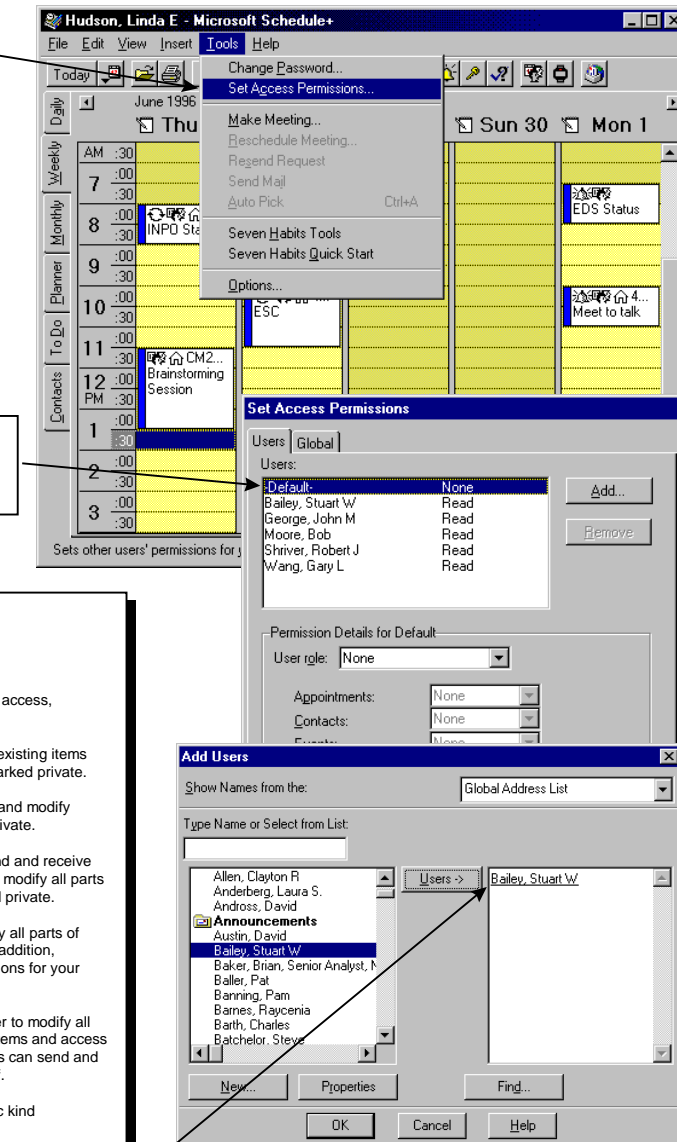 Hudson, Linda E - Microsoft Schedule+
File Edit View Insert Tools Help
Today
Change Password...
Set Access Permissions...
Make Meeting...
Reschedule Meeting...
Resend Request
Send Mail
Auto Pick Ctrl+A
Seven Habits Tools
Seven Habits Quick Start
Options...
June 1996
Thu Sun 30 Mon 1
Daily
Weekly
Monthly
Planner
To Do
Contacts
AM :30
7 :00
:30
8 :00
:30
9 :00
:30
10 :00
:30
11 :00
:30
12 :00
PM :30
1 :00
:30
2 :00
:30
3 :00
:30
INPO Sta
ESC
CM2...
Brainstorming
Session
EDS Status
4...
Meet to talk
Sets other users' permissions for
Set Access Permissions
Users Global
Users:
-Default- None
Bailey, Stuart W Read
George, John M Read
Moore, Bob Read
Shriver, Robert J Read
Wang, Gary L Read
Add...
Remove
Permission Details for Default
User role: None
Appointments: None
Contacts: None
None
access,
existing items
arked private.
and modify
ivate.
nd and receive
modify all parts
d private.
y all parts of
addition,
ons for your
er to modify all
ems and access
s can send and
c kind
Add Users
Show Names from the: Global Address List
Type Name or Select from List:
Allen, Clayton R
Anderberg, Laura S.
Andross, David
Announcements
Austin, David
Bailey, Stuart W
Baker, Brian, Senior Analyst, N
Baller, Pat
Banning, Pam
Barnes, Raycenia
Barth, Charles
Batchelor, Steve
Users ->
Bailey, Stuart W
New... Properties Find...
OK Cancel Help